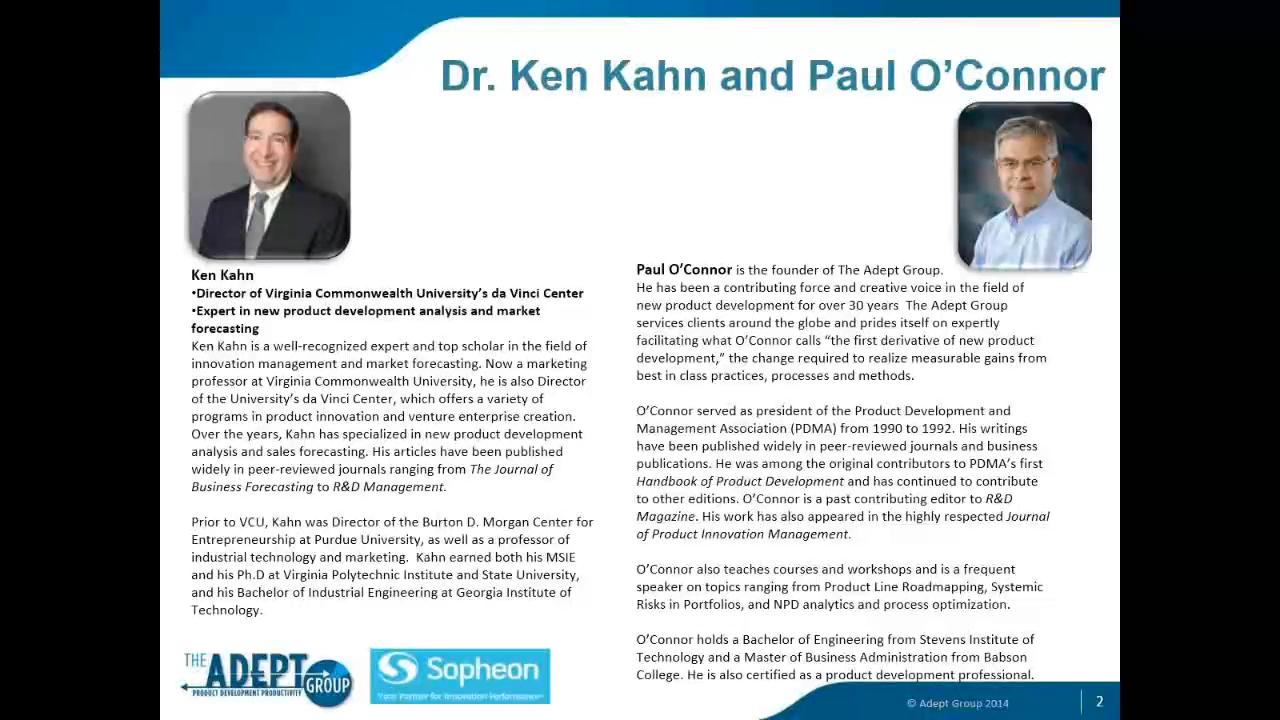 Dr. Ken Kahn and Paul O’Connor
Ken Kahn
•Director of Virginia Commonwealth University’s da Vinci Center
•Expert in new product development analysis and market
forecasting
Ken Kahn is a well-recognized expert and top scholar in the field of
innovation management and market forecasting. Now a marketing
professor at Virginia Commonwealth University, he is also Director
of the University’s da Vinci Center, which offers a variety of
programs in product innovation and venture enterprise creation.
Over the years, Kahn has specialized in new product development
analysis and sales forecasting. His articles have been published
widely in peer-reviewed journals ranging from The Journal of
Business Forecasting to R&D Management.
Prior to VCU, Kahn was Director of the Burton D. Morgan Center for
Entrepreneurship at Purdue University, as well as a professor of
industrial technology and marketing. Kahn earned both his MSIE
and his Ph.D at Virginia Polytechnic Institute and State University,
and his Bachelor of Industrial Engineering at Georgia Institute of
Technology.
Paul O’Connor is the founder of The Adept Group.
He has been a contributing force and creative voice in the field of
new product development for over 30 years The Adept Group
services clients around the globe and prides itself on expertly
facilitating what O’Connor calls “the first derivative of new product
development,” the change required to realize measurable gains from
best in class practices, processes and methods.
O’Connor served as president of the Product Development and
Management Association (PDMA) from 1990 to 1992. His writings
have been published widely in peer-reviewed journals and business
publications. He was among the original contributors to PDMA’s first
Handbook of Product Development and has continued to contribute
to other editions. O’Connor is a past contributing editor to R&D
Magazine. His work has also appeared in the highly respected Journal
of Product Innovation Management.
O’Connor also teaches courses and workshops and is a frequent
speaker on topics ranging from Product Line Roadmapping, Systemic
Risks in Portfolios, and NPD analytics and process optimization.
O’Connor holds a Bachelor of Engineering from Stevens Institute of
Technology and a Master of Business Administration from Babson
College. He is also certified as a product development professional.
THE ADEPT GROUP
PRODUCT DEVELOPMENT PRODUCTIVITY
Sopheon
Your Partner for Innovation Performance
© Adept Group 2014
2